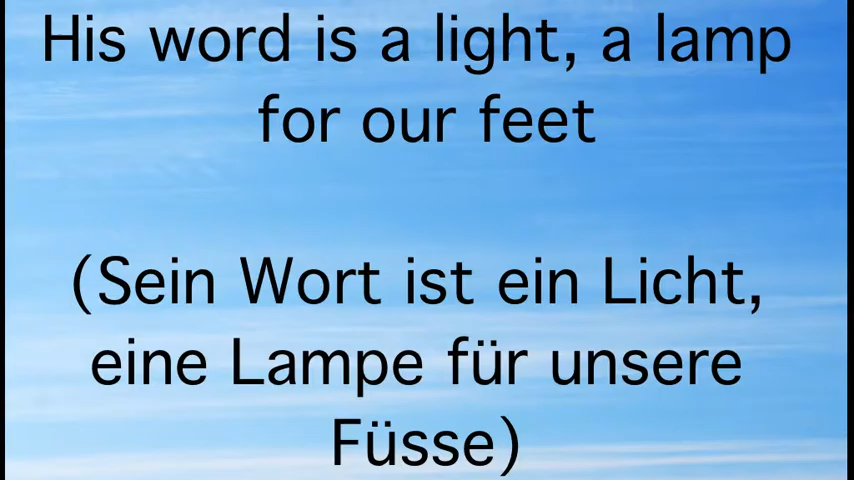 His word is a light, a lamp
for our feet
(Sein Wort ist ein Licht,
eine Lampe für unsere
Füsse)